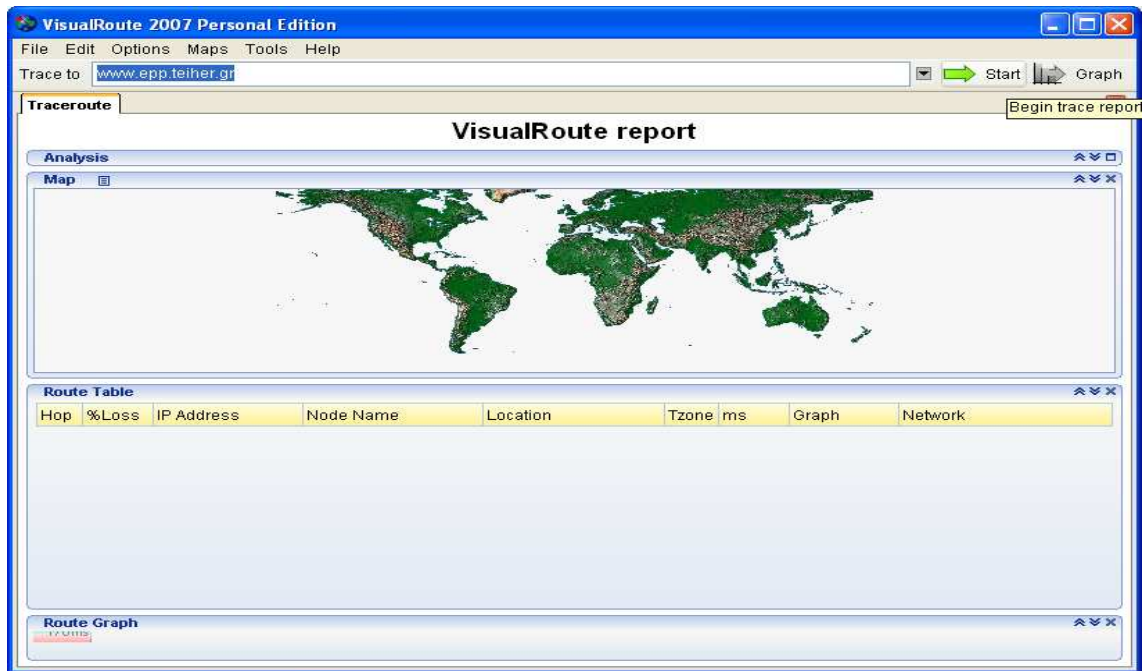 VisualRoute 2007 Personal Edition
File Edit Options Maps Tools Help
Trace to www.epp.teiher.gr Start Graph
Traceroute
Begin trace report
VisualRoute report
Analysis
Map
Route Table
Hop %Loss IP Address Node Name Location Tzone ms Graph Network
Route Graph